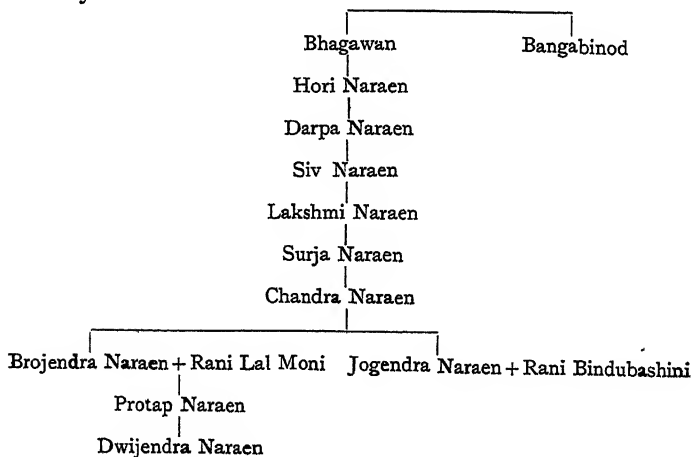 Bhagawan Bangabinod
Hori Naraen
Darpa Naraen
Siv Naraen
Lakshmi Naraen
Surja Naraen
Chandra Naraen
Brojendra Naraen + Rani Lal Moni Jogendra Naraen + Rani Bindubashini
Protap Naraen
Dwijendra Naraen